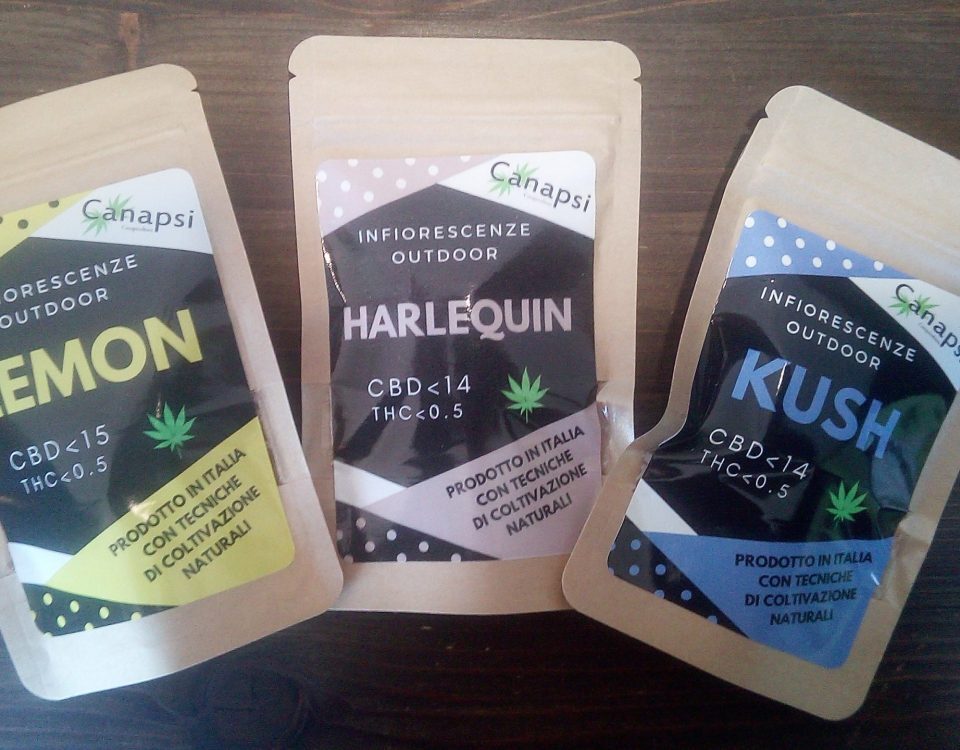 Canapsi
OUTDOOR
LEMON
CBD<15
THC<0.5
PRODOTTO IN ITALIA
CON TECNICHE
DI COLTIVAZIONE
NATURALI
Canapsi
INFIORESCENZE
OUTDOOR
HARLEQUIN
CBD<14
THC<0.5
PRODOTTO IN ITALIA
CON TECNICHE
DI COLTIVAZIONE
NATURALI
Canapsi
INFIORESCENZE
OUTDOOR
KUSH
CBD<14
THC<0.5
PRODOTTO IN ITALIA
CON TECNICHE
DI COLTIVAZIONE
NATURALI